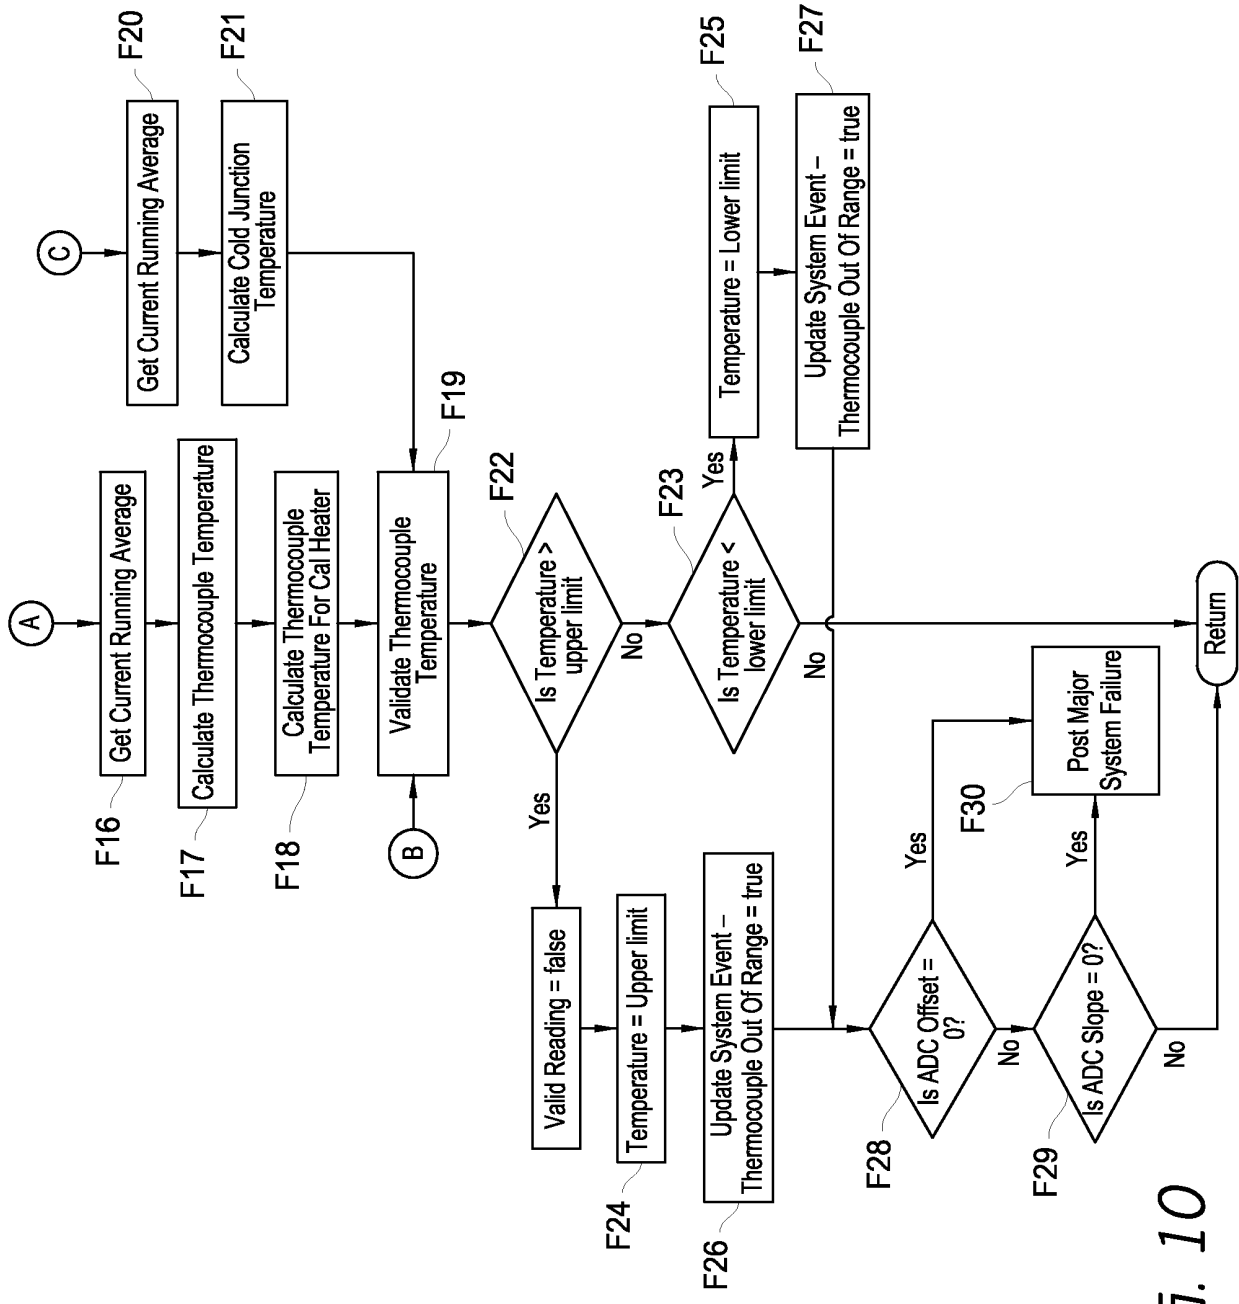 A
F16
Get Current Running Average
F17
Calculate Thermocouple Temperature
F18
Calculate Thermocouple
Temperature For Cal Heater
B
Validate Thermocouple
Temperature
F19
C
Get Current Running Average
F20
Calculate Cold Junction
Temperature
F21
Is Temperature >
upper limit
F22
Yes
No
Valid Reading = false
F24
Temperature = Upper limit
F26
Update System Event –
Thermocouple Out Of Range = true
Is Temperature <
lower limit
F23
Yes
No
Temperature = Lower limit
F25
Update System Event –
Thermocouple Out Of Range = true
F27
F28
Is ADC Offset =
0?
Yes
No
F29
Is ADC Slope = 0?
Yes
No
F30
Post Major
System Failure
Return
10